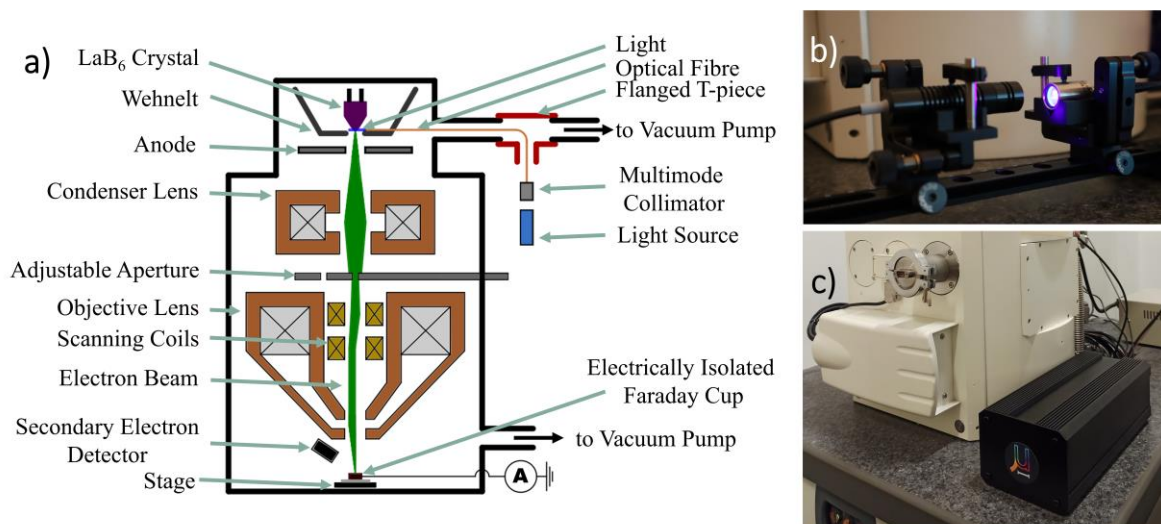 a)
LaB₆ Crystal
Wehnelt
Anode
Condenser Lens
Adjustable Aperture
Objective Lens
Scanning Coils
Electron Beam
Secondary Electron
Detector
Stage
Light
Optical Fibre
Flanged T-piece
to Vacuum Pump
Multimode
Collimator
Light Source
Electrically Isolated
Faraday Cup
to Vacuum Pump
A
b)
c)